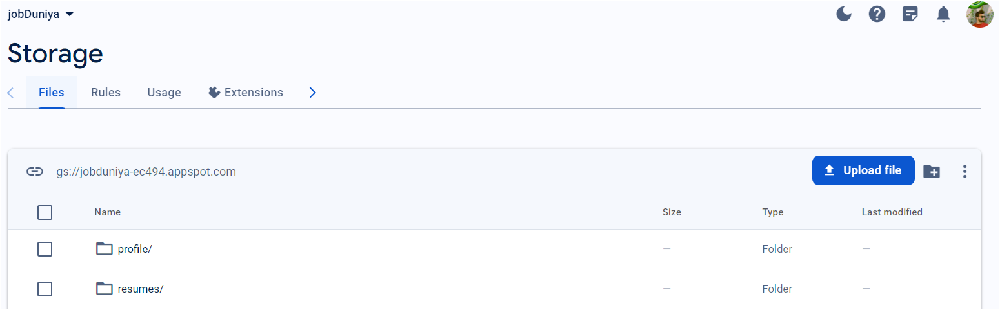 jobDuniya
Storage
Files Rules Usage Extensions
gs://jobduniya-ec494.appspot.com Upload file
Name Size Type Last modified
profile/ — Folder —
resumes/ — Folder —